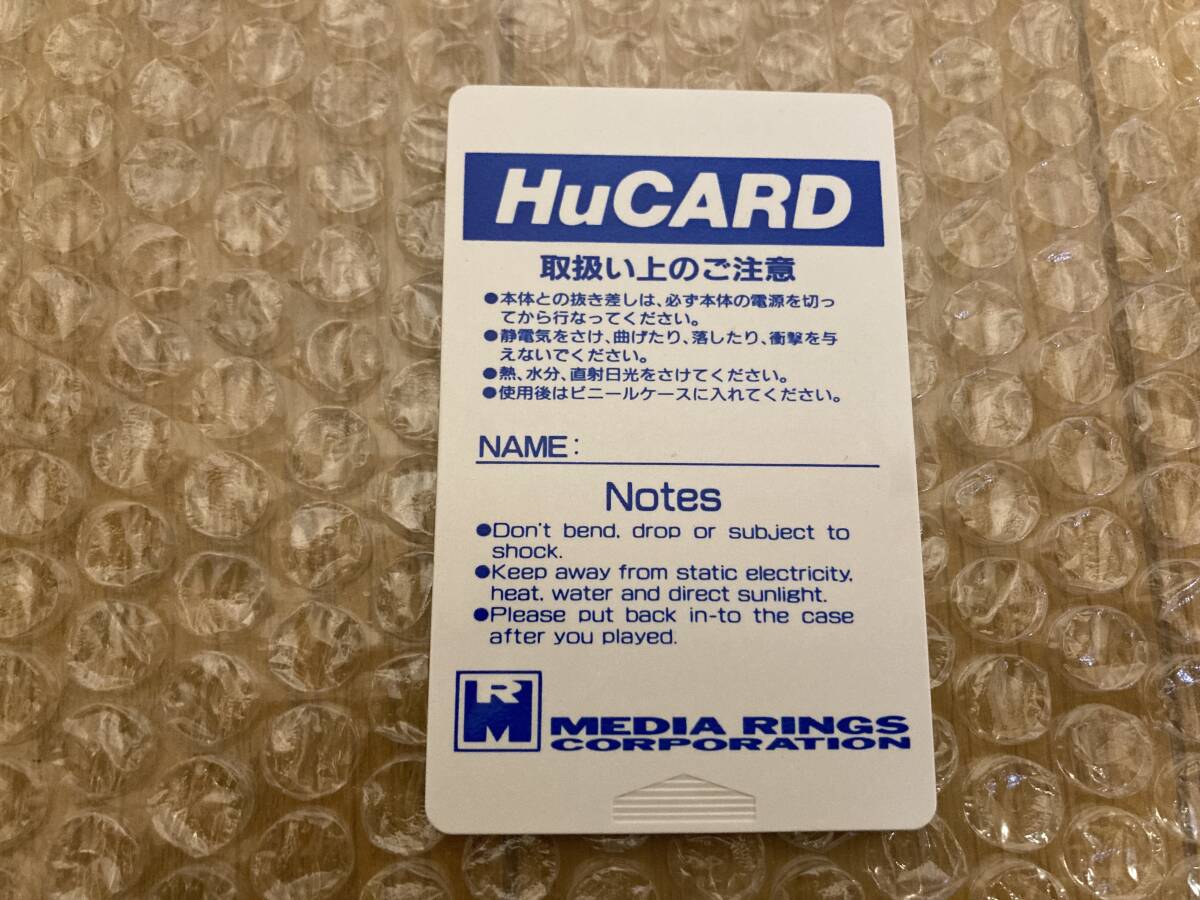 HuCARD
取扱い上のご注意
●本体との抜き差しは、必ず本体の電源を切っ
てから行なってください。
●静電気をさけ、曲げたり、落したり、衝撃を与
えないでください。
●熱、水分、直射日光をさけてください。
●使用後はビニールケースに入れてください。
NAME:
Notes
●Don't bend, drop or subject to
shock.
●Keep away from static electricity,
heat, water and direct sunlight.
●Please put back in-to the case
after you played.
RM
MEDIA RINGS
CORPORATION